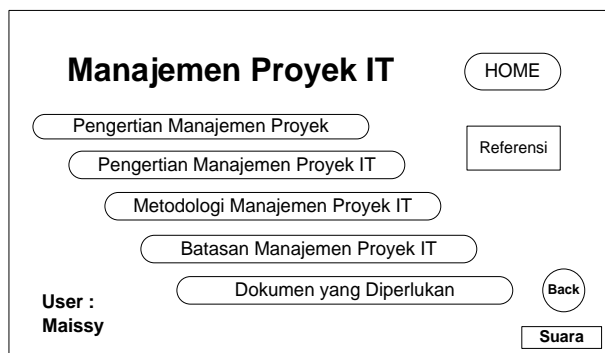 Manajemen Proyek IT
HOME
Pengertian Manajemen Proyek
Referensi
Pengertian Manajemen Proyek IT
Metodologi Manajemen Proyek IT
Batasan Manajemen Proyek IT
Dokumen yang Diperlukan
Back
User :
Maissy
Suara